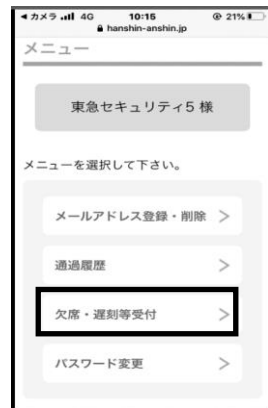 ◀カメラ 4G 10:15 21%
hanshin-anshin.jp
メニュー
東急セキュリティ5 様
メニューを選択して下さい。
メールアドレス登録・削除 >
通過履歴 >
欠席・遅刻等受付 >
パスワード変更 >